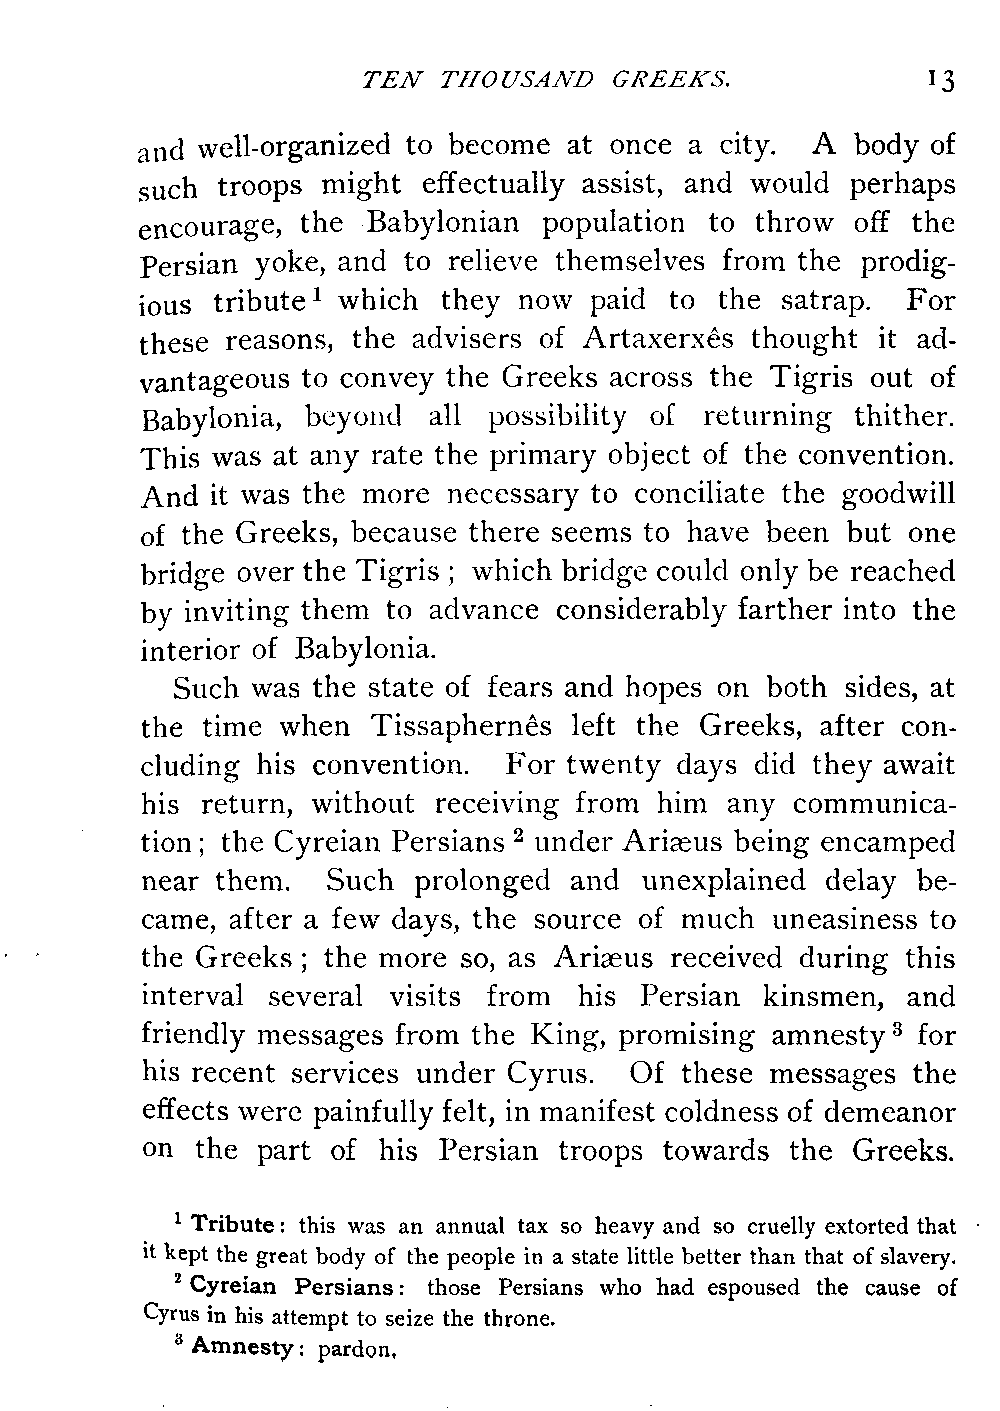 TEN THOUSAND GREEKS. 13
and well-organized to become at once a city. A body of
such troops might effectually assist, and would perhaps
encourage, the Babylonian population to throw off the
Persian yoke, and to relieve themselves from the prodig-
ious tribute¹ which they now paid to the satrap. For
these reasons, the advisers of Artaxerxês thought it ad-
vantageous to convey the Greeks across the Tigris out of
Babylonia, beyond all possibility of returning thither.
This was at any rate the primary object of the convention.
And it was the more necessary to conciliate the goodwill
of the Greeks, because there seems to have been but one
bridge over the Tigris ; which bridge could only be reached
by inviting them to advance considerably farther into the
interior of Babylonia.
Such was the state of fears and hopes on both sides, at
the time when Tissaphernês left the Greeks, after con-
cluding his convention. For twenty days did they await
his return, without receiving from him any communica-
tion ; the Cyreian Persians ² under Ariæus being encamped
near them. Such prolonged and unexplained delay be-
came, after a few days, the source of much uneasiness to
the Greeks ; the more so, as Ariæus received during this
interval several visits from his Persian kinsmen, and
friendly messages from the King, promising amnesty ³ for
his recent services under Cyrus. Of these messages the
effects were painfully felt, in manifest coldness of demeanor
on the part of his Persian troops towards the Greeks.
¹ Tribute: this was an annual tax so heavy and so cruelly extorted that
it kept the great body of the people in a state little better than that of slavery.
² Cyreian Persians: those Persians who had espoused the cause of
Cyrus in his attempt to seize the throne.
³ Amnesty: pardon.